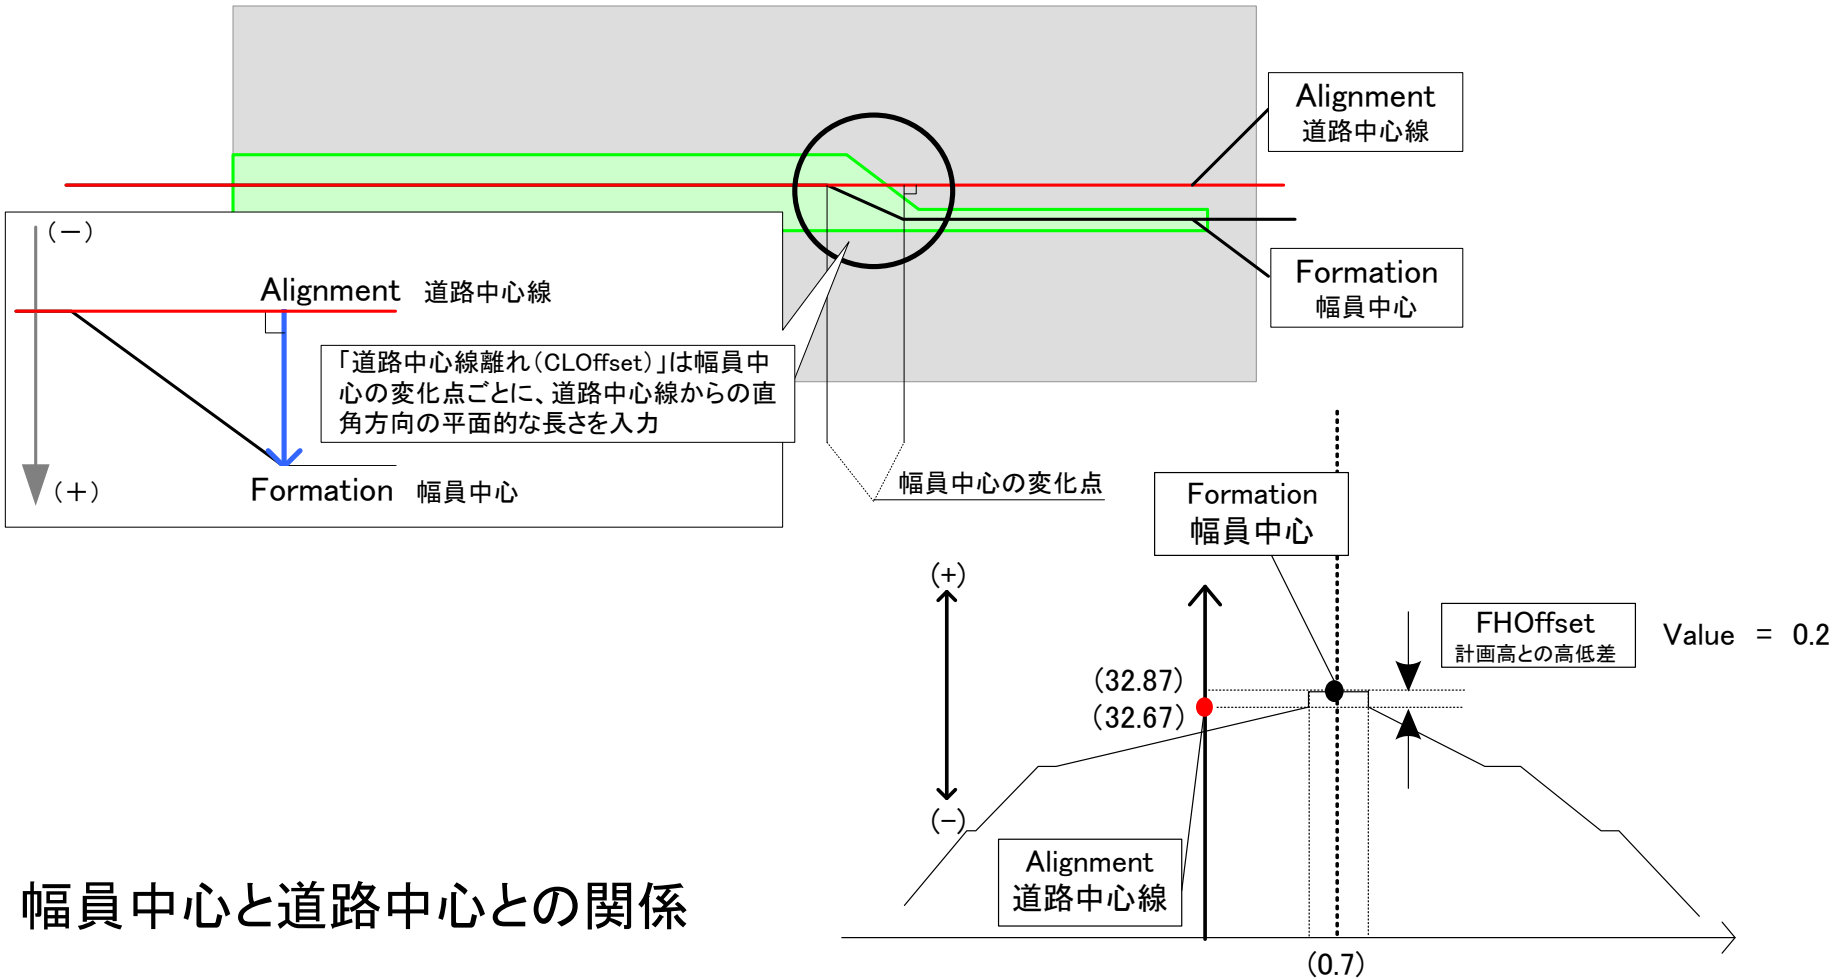 Alignment
道路中心線
(－)
Alignment 道路中心線
Formation
幅員中心
「道路中心線離れ(CLOffset)」は幅員中
心の変化点ごとに、道路中心線からの直
角方向の平面的な長さを入力
(＋)
Formation 幅員中心
幅員中心の変化点
Formation
幅員中心
(+)
FHOffset
計画高との高低差
Value = 0.2
(32.87)
(32.67)
(−)
Alignment
道路中心線
幅員中心と道路中心との関係
(0.7)